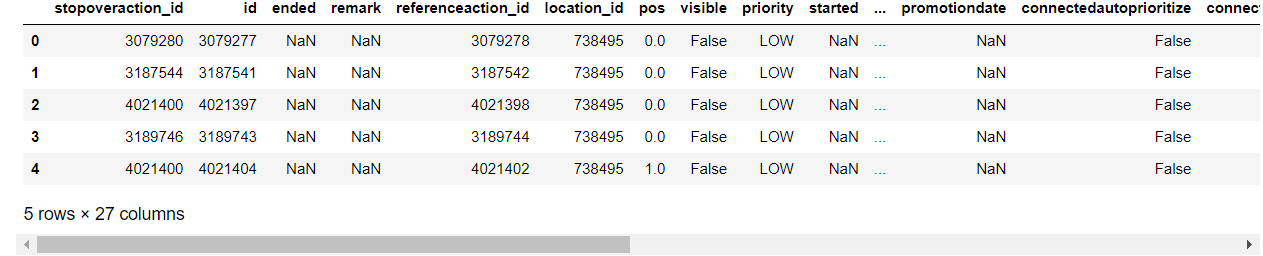 stopoveraction_id id ended remark referenceaction_id location_id pos visible priority started ... promotiondate connectedautoprioritize connect
0 3079280 3079277 NaN NaN 3079278 738495 0.0 False LOW NaN ... NaN False
1 3187544 3187541 NaN NaN 3187542 738495 0.0 False LOW NaN ... NaN False
2 4021400 4021397 NaN NaN 4021398 738495 0.0 False LOW NaN ... NaN False
3 3189746 3189743 NaN NaN 3189744 738495 0.0 False LOW NaN ... NaN False
4 4021400 4021404 NaN NaN 4021402 738495 1.0 False LOW NaN ... NaN False
5 rows × 27 columns